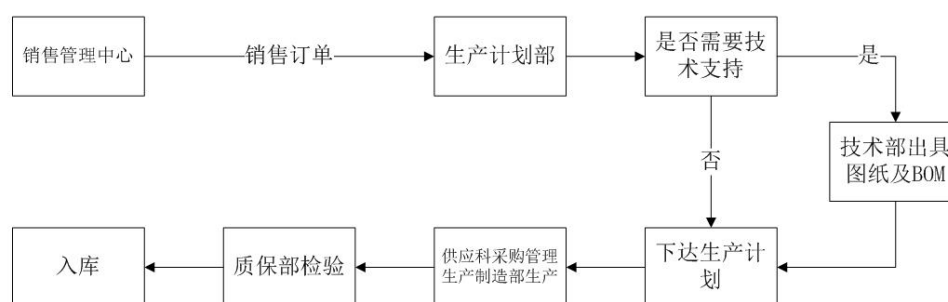 销售管理中心
销售订单
生产计划部
是否需要技
术支持
是
技术部出具
图纸及BOM
否
入库
质保部检验
供应科采购管理
生产制造部生产
下达生产计
划